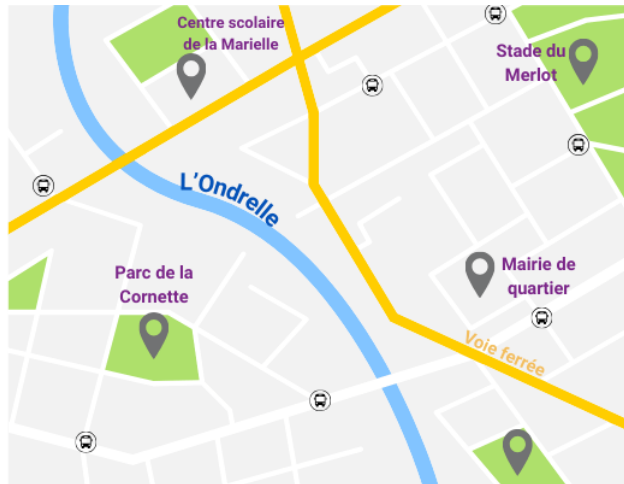 Centre scolaire
de la Marielle
Stade du
Merlot
L'Ondrelle
Parc de la
Cornette
Mairie de
quartier
Voie ferrée